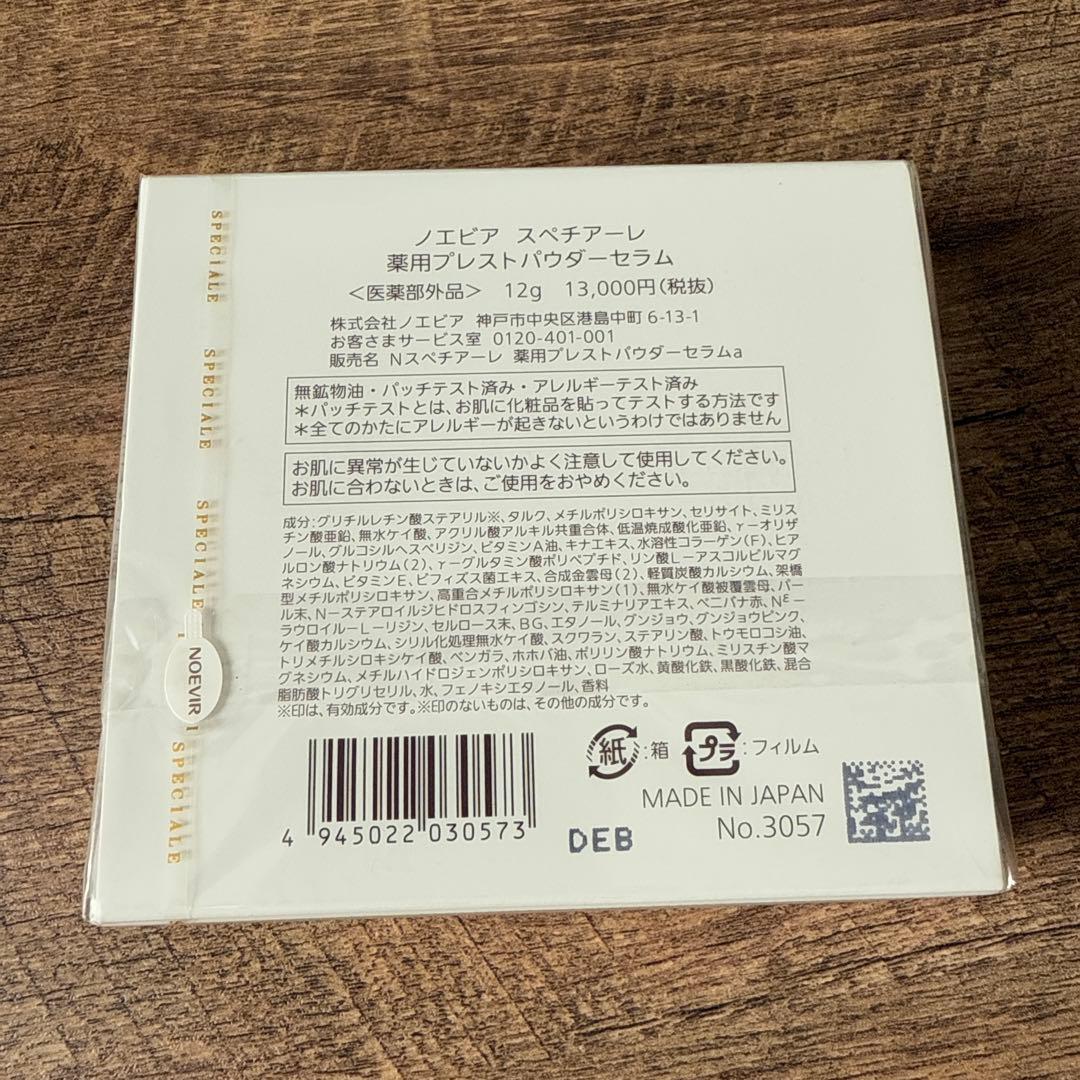 ノエビア スペチアーレ
薬用プレストパウダーセラム
＜医薬部外品＞ 12g 13,000円（税抜）
株式会社ノエビア 神戸市中央区港島中町6-13-1
お客さまサービス室 0120-401-001
販売名 Nスペチアーレ 薬用プレストパウダーセラムa
無鉱物油・パッチテスト済み・アレルギーテスト済み
＊パッチテストとは、お肌に化粧品を貼ってテストする方法です
＊全てのかたにアレルギーが起きないというわけではありません
お肌に異常が生じていないかよく注意して使用してください。
お肌に合わないときは、ご使用をおやめください。
成分：グリチルレチン酸ステアリル※、タルク、メチルポリシロキサン、セリサイト、ミリス
チン酸亜鉛、無水ケイ酸、アクリル酸アルキル共重合体、低温焼成酸化亜鉛、γ－オリザ
ノール、グルコシルヘスペリジン、ビタミンA油、キナエキス、水溶性コラーゲン（F）、ヒア
ルロン酸ナトリウム（2）、γ－グルタミン酸ポリペプチド、リン酸L－アスコルビルマグ
ネシウム、ビタミンE、ビフィズス菌エキス、合成金雲母（2）、軽質炭酸カルシウム、架橋
型メチルポリシロキサン、高重合メチルポリシロキサン（1）、無水ケイ酸被覆雲母、パー
ル末、N－ステアロイルジヒドロスフィンゴシン、テルミナリアエキス、ベニバナ赤、Nε－
ラウロイル－L－リジン、セルロース末、BG、エタノール、グンジョウ、グンジョウピンク、
ケイ酸カルシウム、シリル化処理無水ケイ酸、スクワラン、ステアリン酸、トウモロコシ油、
トリメチルシロキシケイ酸、ベンガラ、ホホバ油、ポリリン酸ナトリウム、ミリスチン酸マ
グネシウム、メチルハイドロジェンポリシロキサン、ローズ水、黄酸化鉄、黒酸化鉄、混合
脂肪酸トリグリセリル、水、フェノキシエタノール、香料
※印は、有効成分です。※印のないものは、その他の成分です。
紙：箱 プラ：フィルム
MADE IN JAPAN
No.3057
4 945022 030573
DEB
SPECIALE
SPECIALE
SPECIALE
NOEVIR
SPECIALE